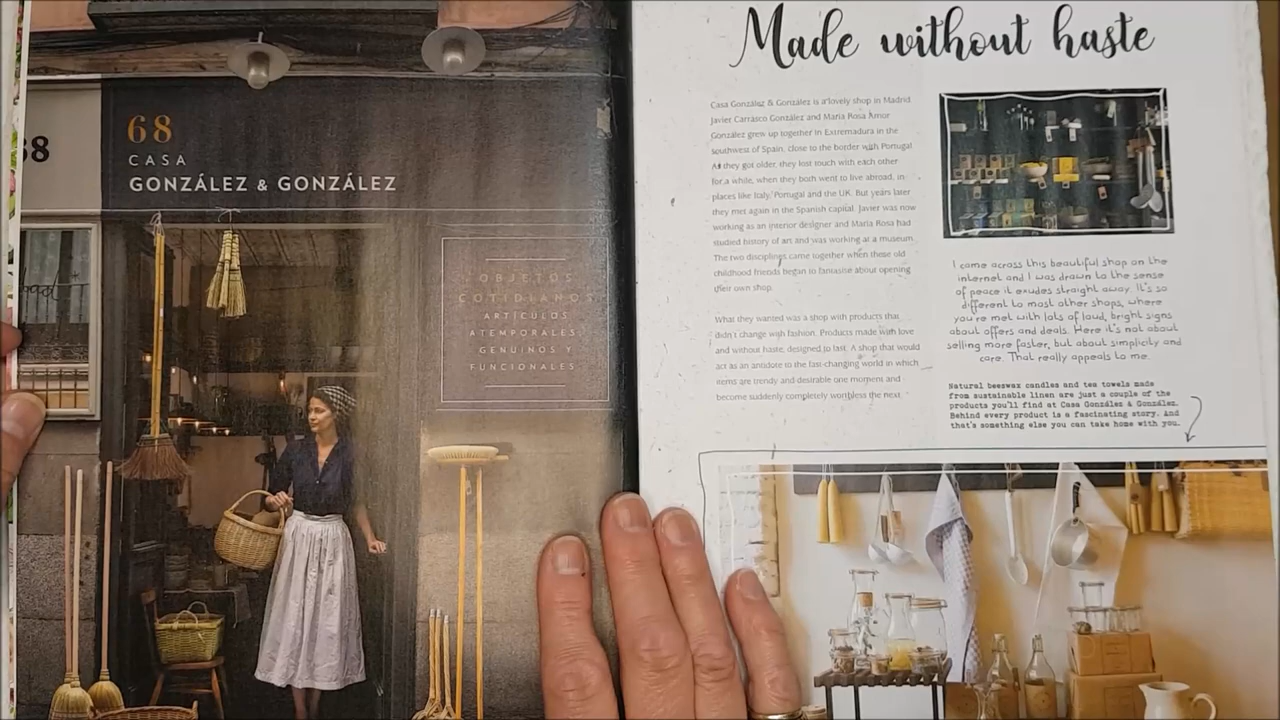 68
CASA
GONZÁLEZ & GONZÁLEZ
OBJETOS
COTIDIANOS
ARTÍCULOS
ATEMPORALES
GENUINOS Y
FUNCIONALES
Made without haste
Casa González & González is a lovely shop in Madrid.
Javier Carrasco González and María Rosa Amor
González grew up together in Extremadura in the
southwest of Spain, close to the border with Portugal.
As they got older, they lost touch with each other
for a while, when they both went to live abroad, in
places like Italy, Portugal and the UK. But years later
they met again in the Spanish capital. Javier was now
working as an interior designer and María Rosa had
studied history of art and was working at a museum.
The two disciplines came together when these old
childhood friends began to fantasise about opening
their own shop.
What they wanted was a shop with products that
didn't change with fashion. Products made with love
and without haste, designed to last. A shop that would
act as an antidote to the fast-changing world in which
items are trendy and desirable one moment and
become suddenly completely worthless the next.
I came across this beautiful shop on the
internet and I was drawn to the sense
of peace it exudes straight away. It's so
different to most other shops, where
you're met with lots of loud, bright signs
about offers and deals. Here it's not about
selling more faster, but about simplicity and
care. That really appeals to me.
Natural beeswax candles and tea towels made
from sustainable linen are just a couple of the
products you'll find at Casa González & González.
Behind every product is a fascinating story. And
that's something else you can take home with you.